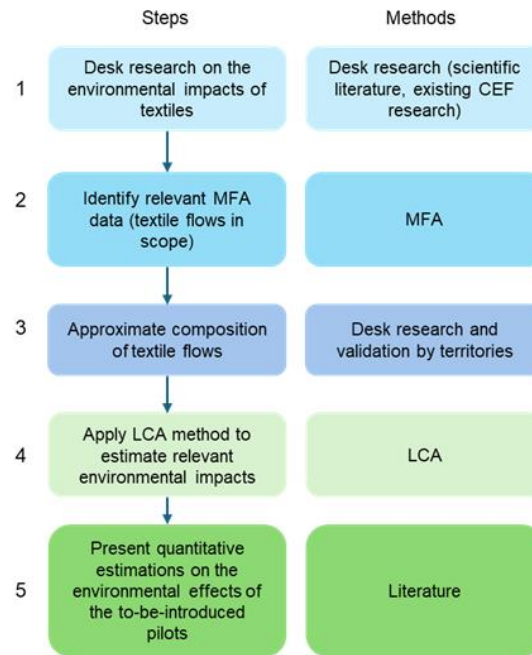 Steps
Methods
1
Desk research on the
environmental impacts of
textiles
Desk research (scientific
literature, existing CEF
research)
2
Identify relevant MFA
data (textile flows in
scope)
MFA
3
Approximate composition
of textile flows
Desk research and
validation by territories
4
Apply LCA method to
estimate relevant
environmental impacts
LCA
5
Present quantitative
estimations on the
environmental effects of
the to-be-introduced
pilots
Literature